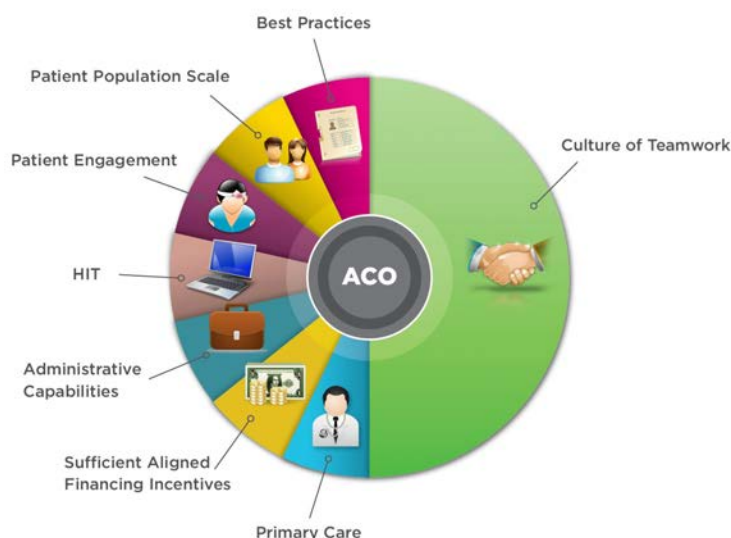 Best Practices
Patient Population Scale
Culture of Teamwork
Patient Engagement
HIT
ACO
Administrative
Capabilities
Sufficient Aligned
Financing Incentives
Primary Care